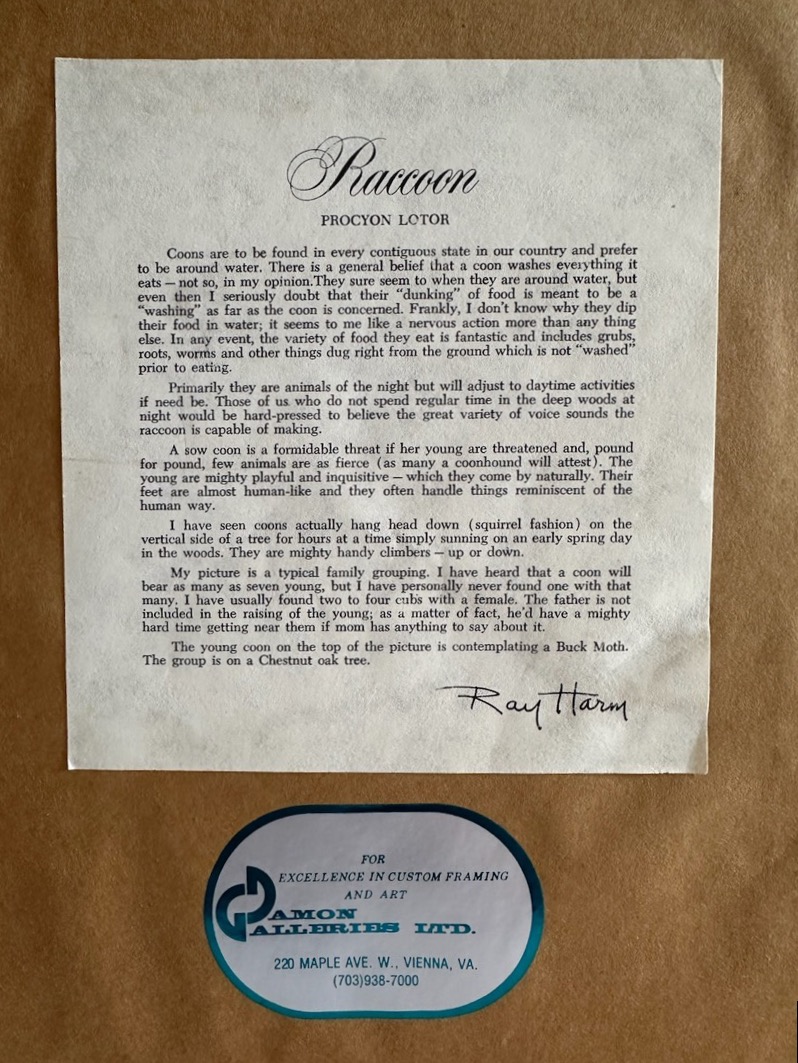 Raccoon
PROCYON LOTOR
Coons are to be found in every contiguous state in our country and prefer
to be around water. There is a general belief that a coon washes everything it
eats — not so, in my opinion.They sure seem to when they are around water, but
even then I seriously doubt that their “dunking” of food is meant to be a
“washing” as far as the coon is concerned. Frankly, I don’t know why they dip
their food in water; it seems to me like a nervous action more than any thing
else. In any event, the variety of food they eat is fantastic and includes grubs,
roots, worms and other things dug right from the ground which is not “washed”
prior to eating.
Primarily they are animals of the night but will adjust to daytime activities
if need be. Those of us who do not spend regular time in the deep woods at
night would be hard-pressed to believe the great variety of voice sounds the
raccoon is capable of making.
A sow coon is a formidable threat if her young are threatened and, pound
for pound, few animals are as fierce (as many a coonhound will attest). The
young are mighty playful and inquisitive — which they come by naturally. Their
feet are almost human-like and they often handle things reminiscent of the
human way.
I have seen coons actually hang head down (squirrel fashion) on the
vertical side of a tree for hours at a time simply sunning on an early spring day
in the woods. They are mighty handy climbers — up or down.
My picture is a typical family grouping. I have heard that a coon will
bear as many as seven young, but I have personally never found one with that
many. I have usually found two to four cubs with a female. The father is not
included in the raising of the young; as a matter of fact, he’d have a mighty
hard time getting near them if mom has anything to say about it.
The young coon on the top of the picture is contemplating a Buck Moth.
The group is on a Chestnut oak tree.
Ray Harm
FOR
EXCELLENCE IN CUSTOM FRAMING
AND ART
DAMON
GALLERIES LTD.
220 MAPLE AVE. W., VIENNA, VA.
(703)938-7000